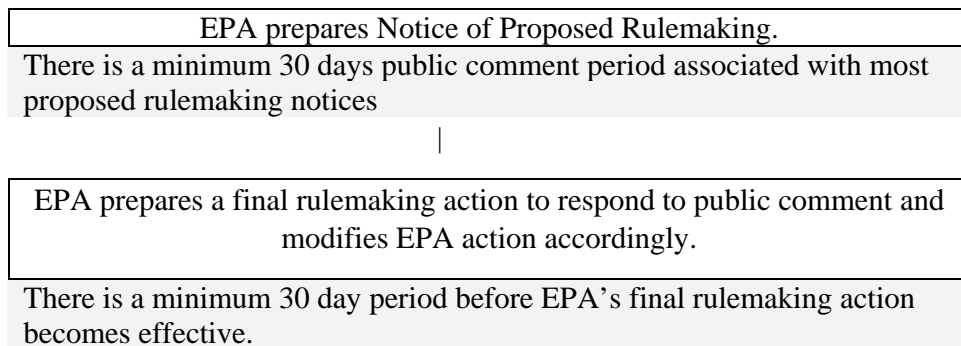 EPA prepares Notice of Proposed Rulemaking.
There is a minimum 30 days public comment period associated with most
proposed rulemaking notices
|
EPA prepares a final rulemaking action to respond to public comment and
modifies EPA action accordingly.
There is a minimum 30 day period before EPA’s final rulemaking action
becomes effective.